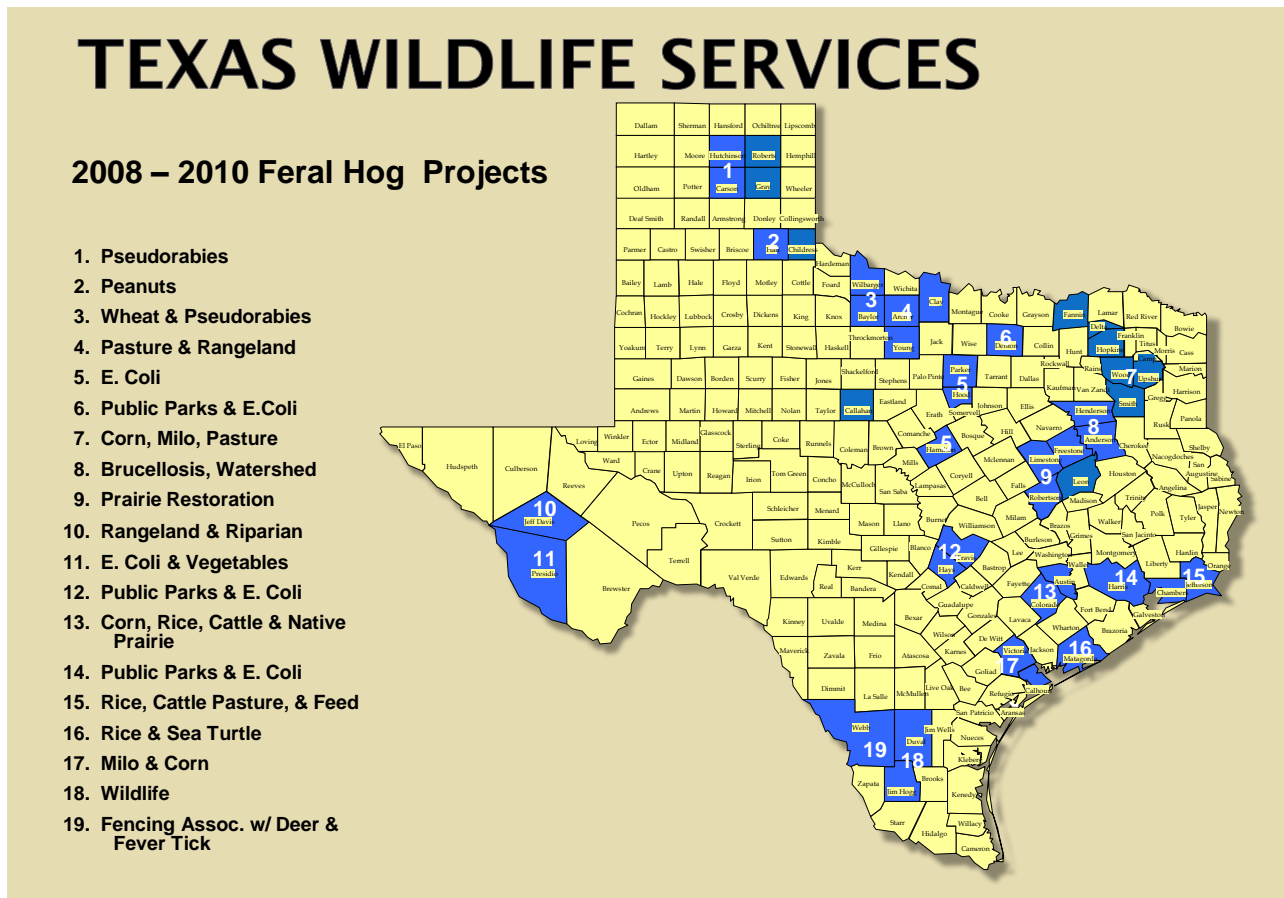 TEXAS WILDLIFE SERVICES
2008 – 2010 Feral Hog Projects
1. Pseudorabies
2. Peanuts
3. Wheat & Pseudorabies
4. Pasture & Rangeland
5. E. Coli
6. Public Parks & E.Coli
7. Corn, Milo, Pasture
8. Brucellosis, Watershed
9. Prairie Restoration
10. Rangeland & Riparian
11. E. Coli & Vegetables
12. Public Parks & E. Coli
13. Corn, Rice, Cattle & Native
Prairie
14. Public Parks & E. Coli
15. Rice, Cattle Pasture, & Feed
16. Rice & Sea Turtle
17. Milo & Corn
18. Wildlife
19. Fencing Assoc. w/ Deer &
Fever Tick
Dallam Sherman Hansford Ochiltree Lipscomb
Hartley Moore Hutchinson Roberts Hemphill
1
Oldham Potter Carson Gray Wheeler
Deaf Smith Randall Armstrong Donley Collingsworth
Parmer Castro Swisher Briscoe 2 Childress
Hardeman
Bailey Lamb Hale Floyd Motley Cottle Foard Wilbarger Wichita Clay
3 4
Cochran Hockley Lubbock Crosby Dickens King Knox Baylor Montague Cooke Grayson Fannin Lamar Red River
Delta Franklin Titus Bowie
Yoakum Terry Lynn Garza Kent Stonewall Haskell Throckmorton Young Jack Wise 6 Denton Collin Hunt Hopkins Morris Cass
Rockwall Rains Wood 7 Upshur Marion
Gaines Dawson Borden Scurry Fisher Jones Shackelford Stephens Palo Pinto Parker Tarrant Dallas Kaufman Van Zandt Harrison
5 Hood
Andrews Martin Howard Mitchell Nolan Taylor Callahan Eastland Erath Somervell Johnson Ellis Henderson Smith Gregg Rusk Panola
El Paso Hudspeth Culberson Reeves Loving Winkler Ector Midland Glasscock Sterling Coke Runnels Coleman Brown Comanche 5 Bosque Hill Navarro 8 Anderson Cherokee Shelby
Ward Crane Upton Reagan Irion Tom Green Concho McCulloch San Saba Mills Lampasas Coryell Mclennan Limestone Freestone Nacogdoches San Augustine Sabine
9 Falls Robertson Leon Houston Angelina
10 Jeff Davis Pecos Crockett Schleicher Menard Mason Llano Burnet Bell Milam Madison Trinity Polk Tyler Jasper Newton
11 Presidio Brewster Terrell Sutton Kimble Gillespie Blanco Williamson Burleson Brazos Grimes Walker San Jacinto
12 Travis Hays Lee Washington Montgomery Liberty Hardin Orange
Val Verde Edwards Real Kerr Bandera Kendall Comal Caldwell Bastrop Fayette Austin Waller 14 Harris 15 Jefferson Chambers
13 Colorado Fort Bend Galveston
Kinney Uvalde Medina Bexar Guadalupe Gonzales Lavaca Wharton Brazoria
Maverick Zavala Frio Atascosa Wilson Karnes De Witt Victoria Jackson 16 Matagorda
17 Goliad Calhoun
Dimmit La Salle McMullen Live Oak Bee Refugio Aransas
San Patricio
Webb Duval Jim Wells Nueces
19 18 Kleberg
Zapata Jim Hogg Brooks Kenedy
Starr Hidalgo Willacy
Cameron